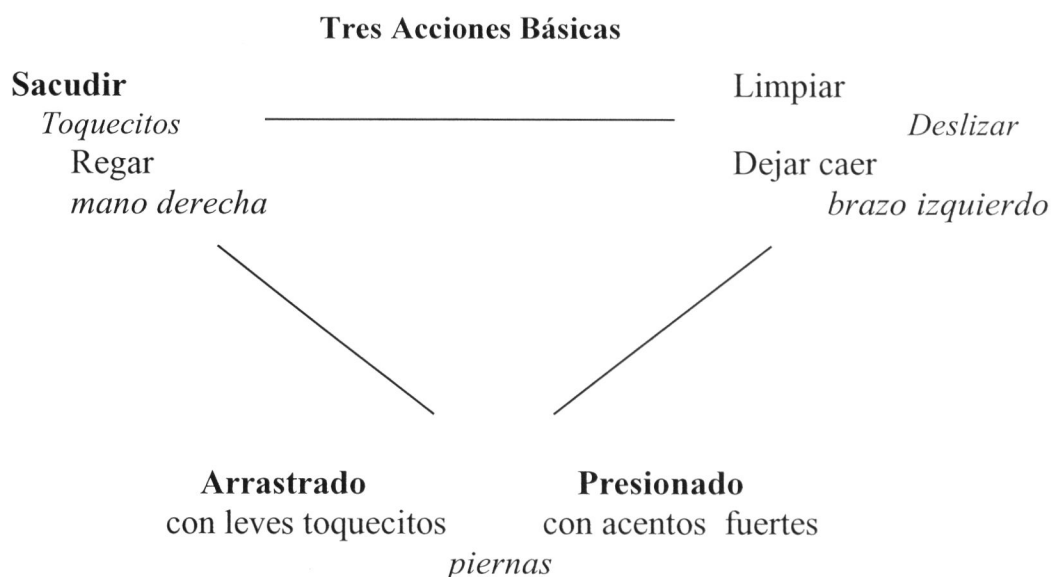 Tres Acciones Básicas
Sacudir
Toquecitos
Regar
mano derecha
Limpiar
Deslizar
Dejar caer
brazo izquierdo
Arrastrado
con leves toquecitos
Presionado
con acentos fuertes
piernas